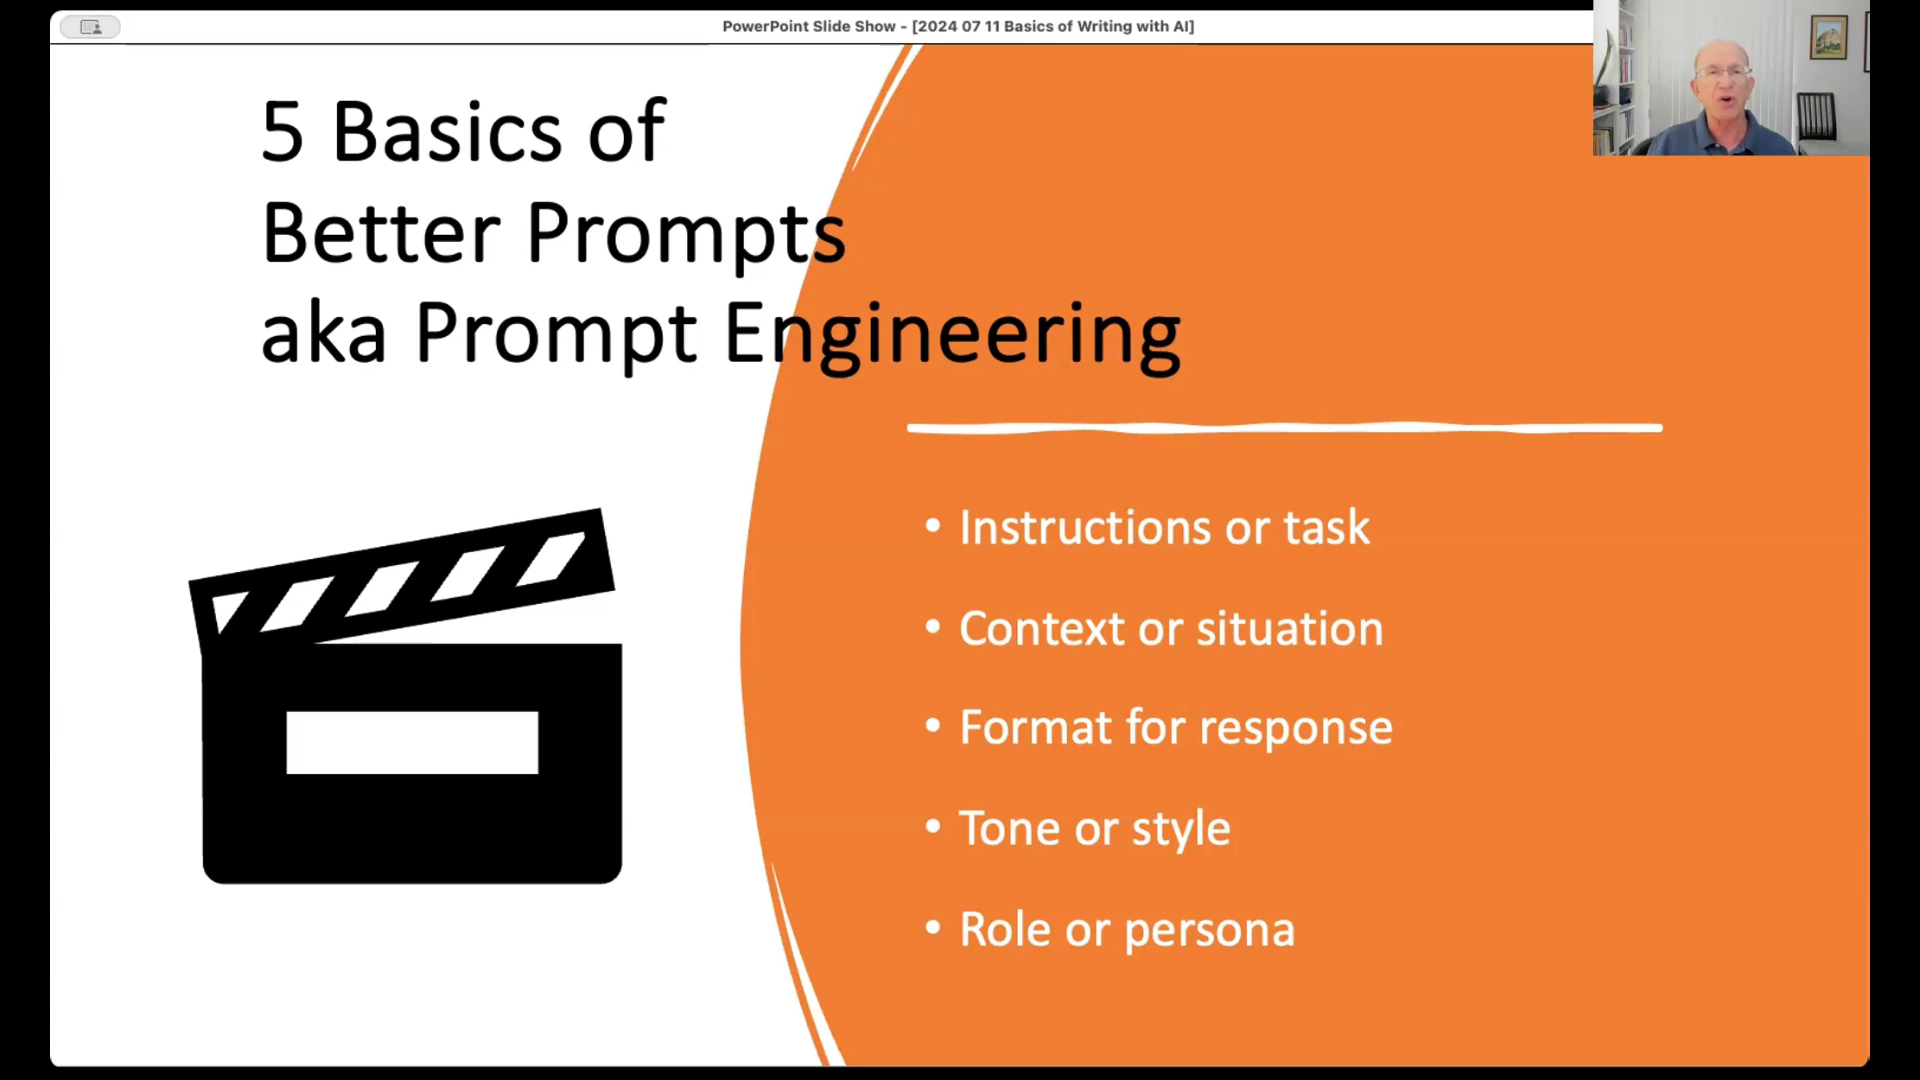 PowerPoint Slide Show - [2024 07 11 Basics of Writing with AI]
5 Basics of
Better Prompts
aka Prompt Engineering
• Instructions or task
• Context or situation
• Format for response
• Tone or style
• Role or persona